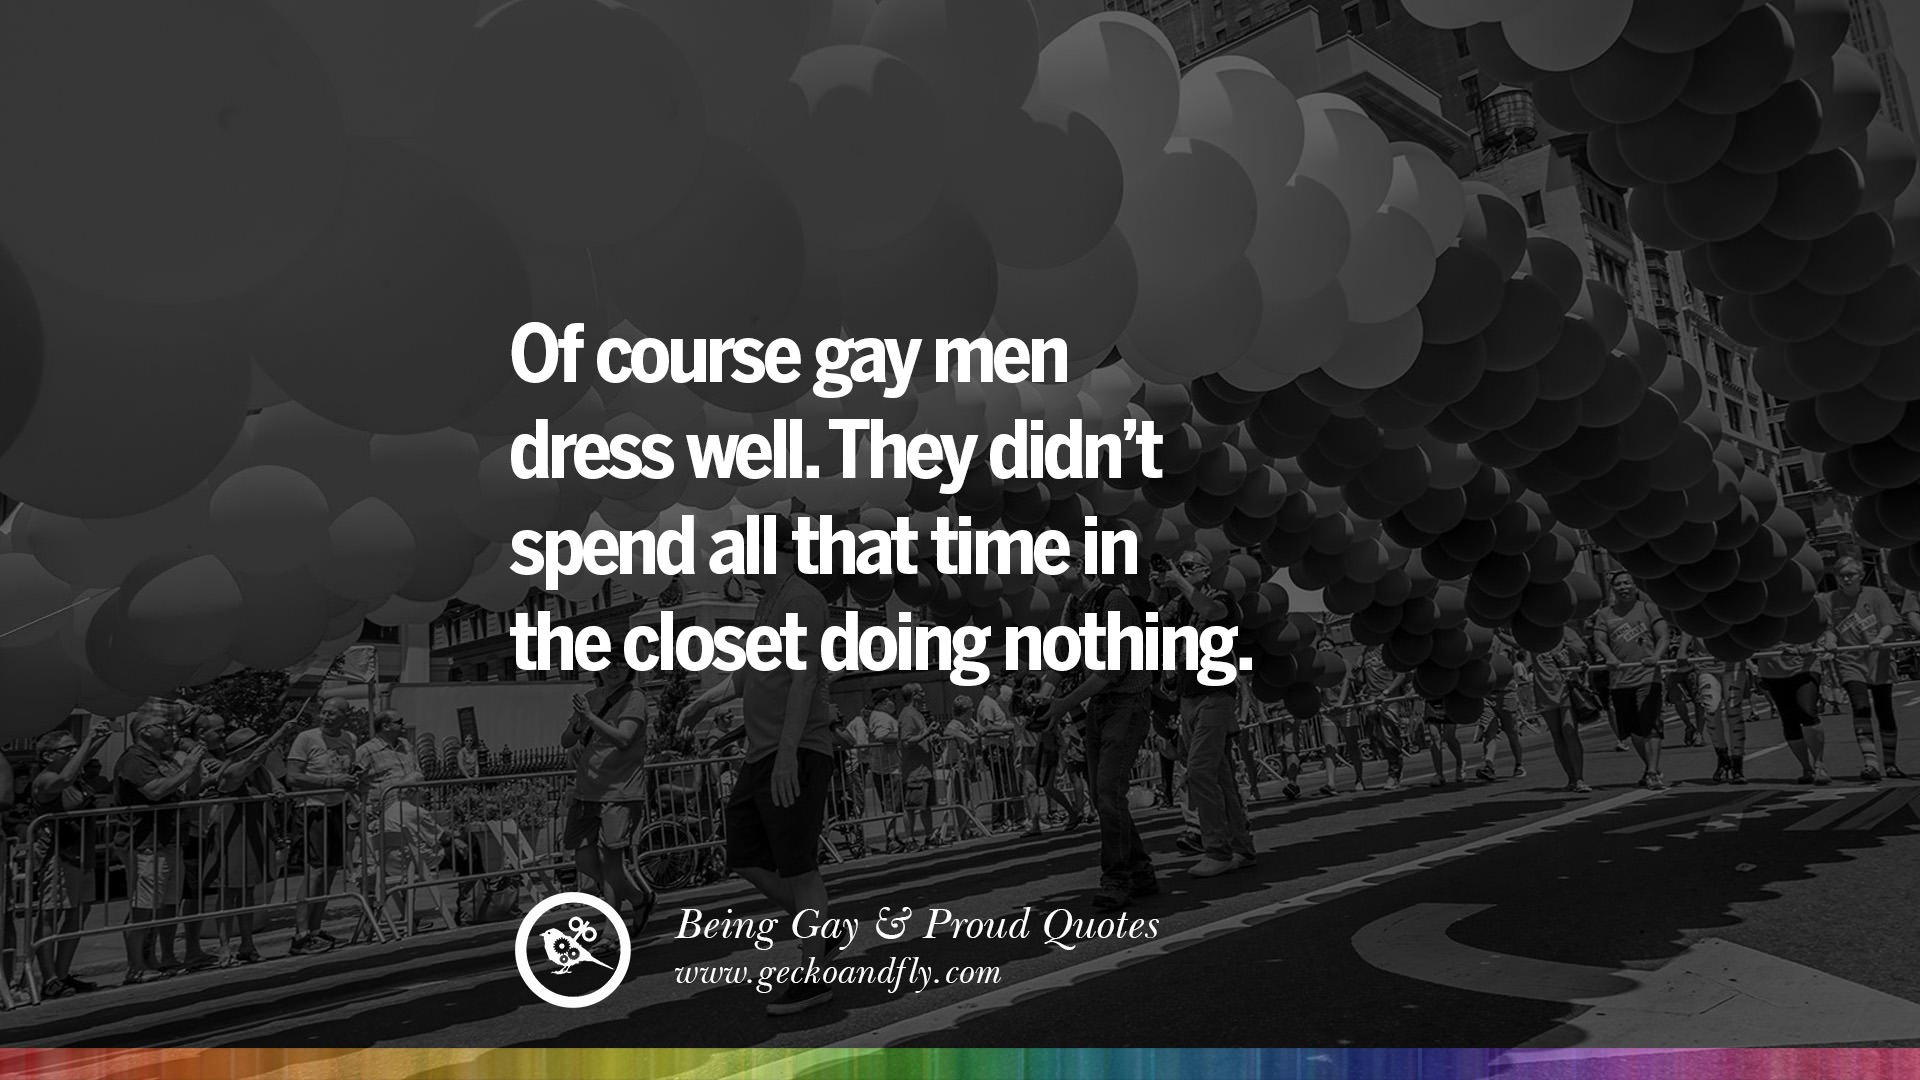 Of course gay men
dress well. They didn’t
spend all that time in
the closet doing nothing.
Being Gay & Proud Quotes
www.geckoandfly.com